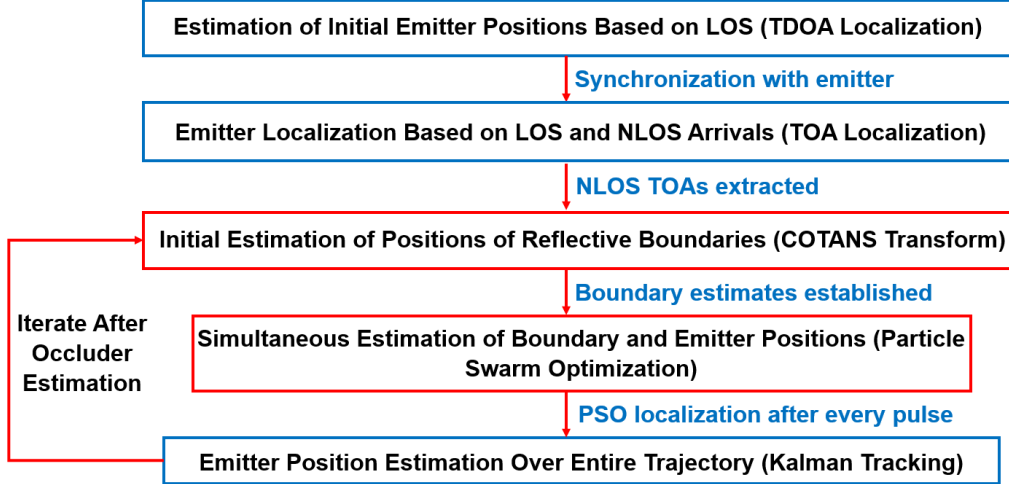 Estimation of Initial Emitter Positions Based on LOS (TDOA Localization)
Synchronization with emitter
Emitter Localization Based on LOS and NLOS Arrivals (TOA Localization)
NLOS TOAs extracted
Initial Estimation of Positions of Reflective Boundaries (COTANS Transform)
Boundary estimates established
Iterate After
Occluder
Estimation
Simultaneous Estimation of Boundary and Emitter Positions (Particle
Swarm Optimization)
PSO localization after every pulse
Emitter Position Estimation Over Entire Trajectory (Kalman Tracking)